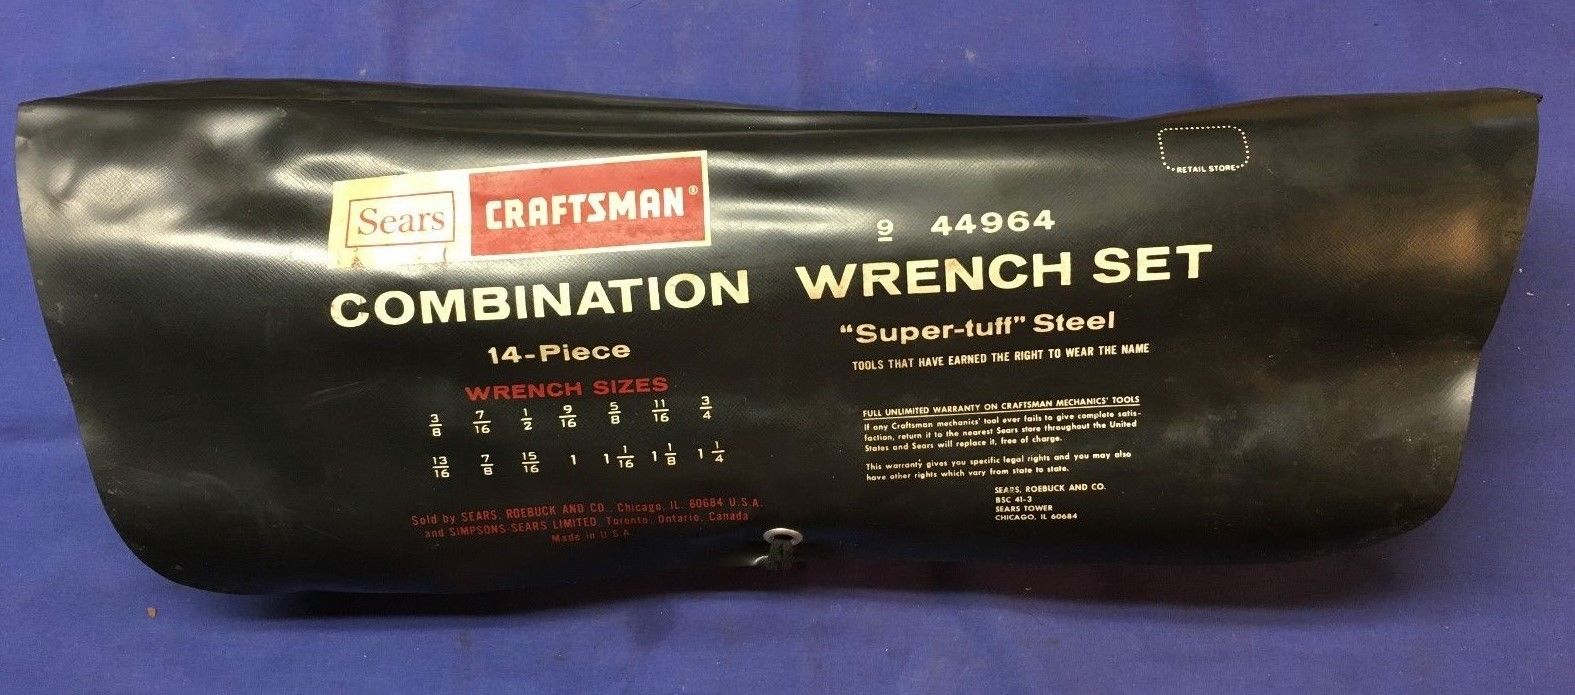 Sears
CRAFTSMAN®
RETAIL STORE
9 44964
COMBINATION WRENCH SET
14-Piece
"Super-tuff" Steel
TOOLS THAT HAVE EARNED THE RIGHT TO WEAR THE NAME
WRENCH SIZES
3/8 7/16 1/2 9/16 5/8 11/16 3/4
13/16 7/8 15/16 1 1 1/16 1 1/8 1 1/4
Sold by SEARS, ROEBUCK AND CO., Chicago, IL. 60684 U.S.A.
and SIMPSONS-SEARS LIMITED, Toronto, Ontario, Canada
Made in U.S.A.
FULL UNLIMITED WARRANTY ON CRAFTSMAN MECHANICS' TOOLS
If any Craftsman mechanics' tool ever fails to give complete satis-
faction, return it to the nearest Sears store throughout the United
States and Sears will replace it, free of charge.
This warranty gives you specific legal rights and you may also
have other rights which vary from state to state.
SEARS, ROEBUCK AND CO.
BSC 41-3
SEARS TOWER
CHICAGO, IL 60684